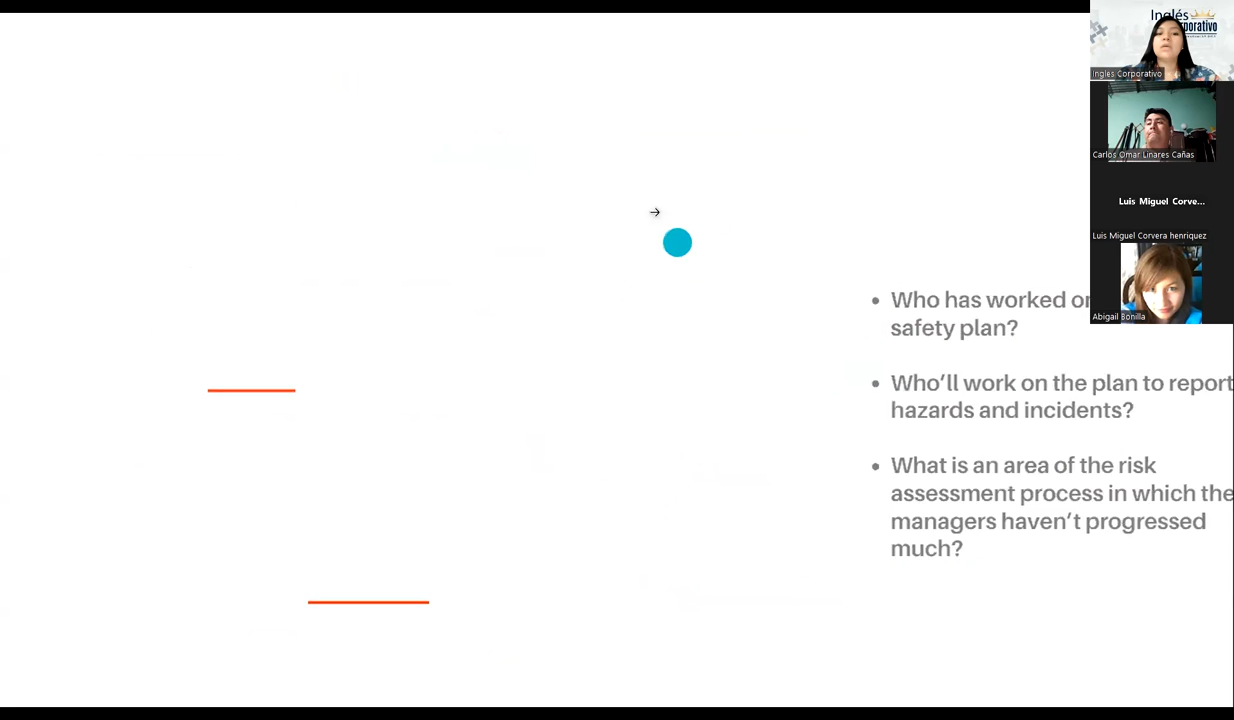 Inglés
Corporativo
Ingles Corporativo
Carlos Omar Linares Cañas
Luis Miguel Corve...
Luis Miguel Corvera henriquez
Abigail Bonilla
• Who has worked on
safety plan?
• Who’ll work on the plan to report
hazards and incidents?
• What is an area of the risk
assessment process in which the
managers haven’t progressed
much?